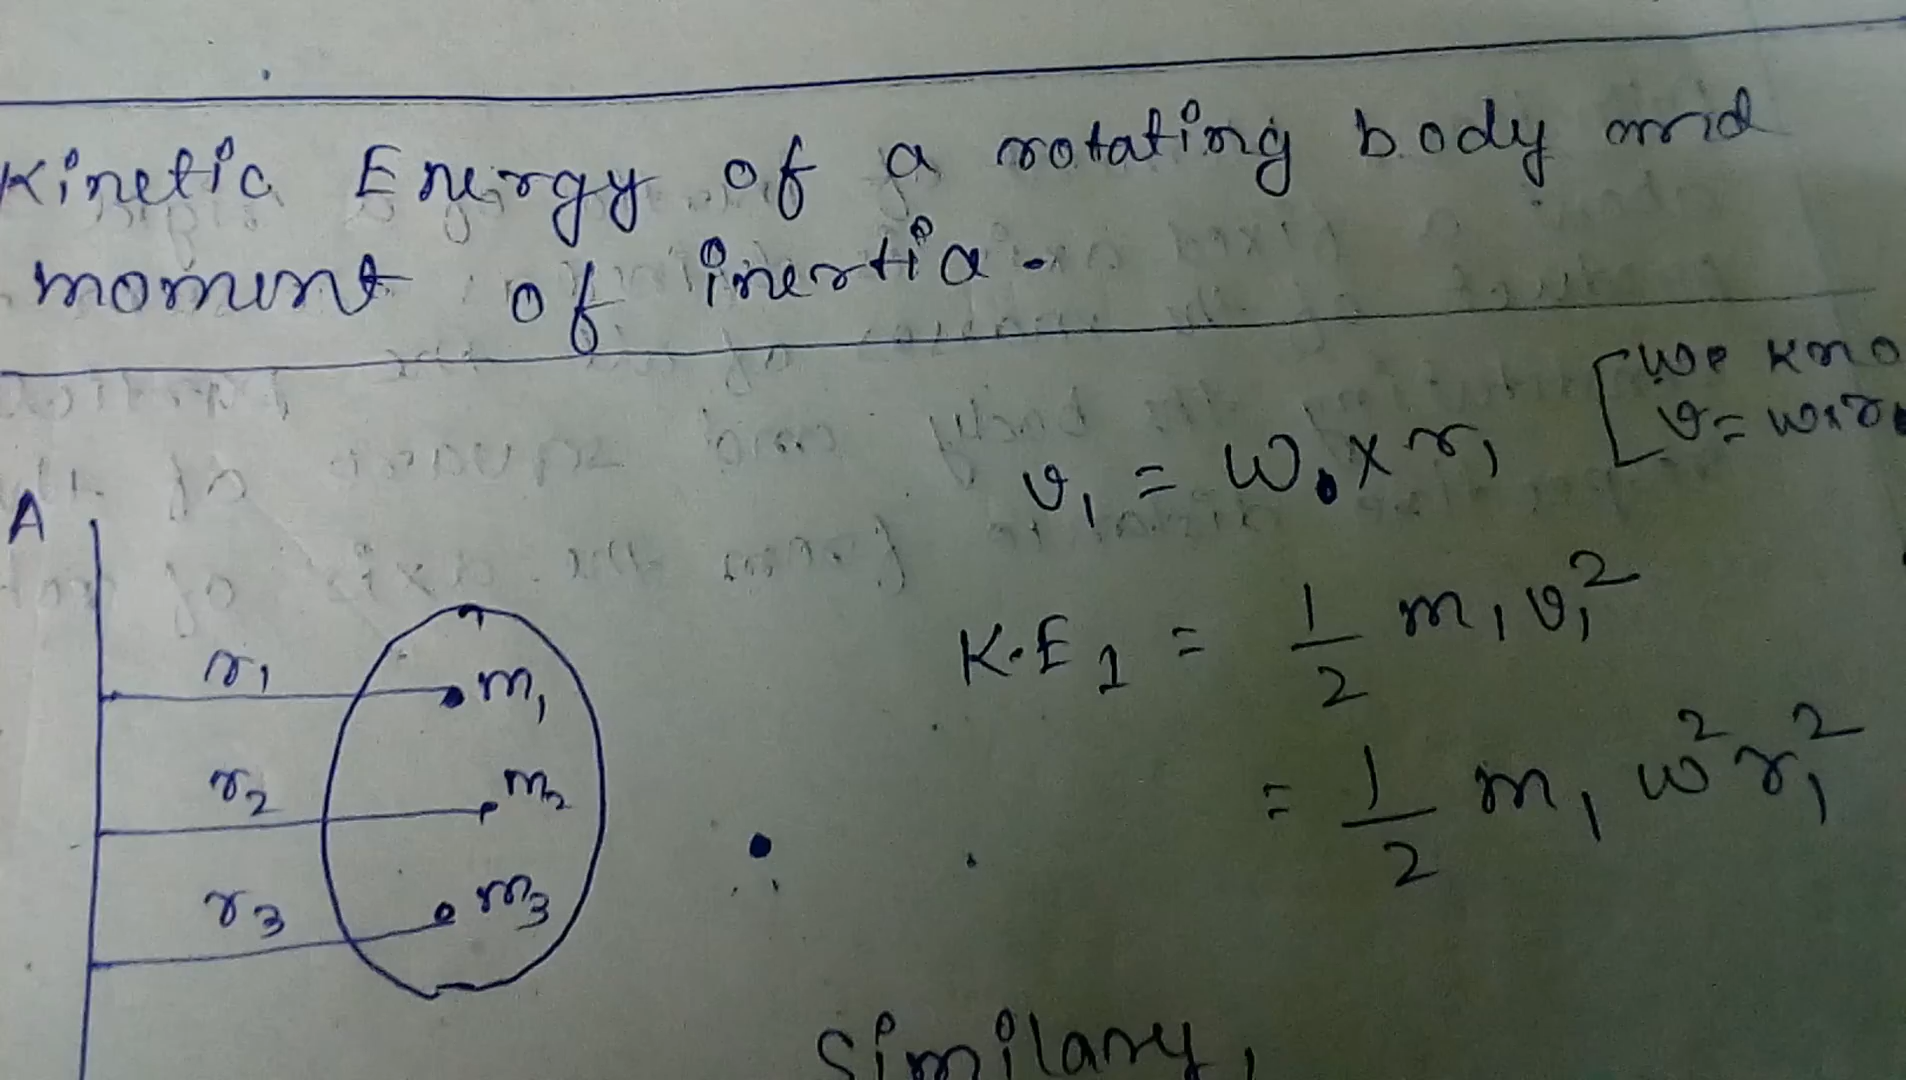 Kinetic Energy of a rotating body and
moment of inertia.
[We kno
v = w×r
v₁ = ω × r₁
A
K.E₁ = 1/2 m₁v₁²
r₁ m₁
= 1/2 m₁ω²r₁²
r₂ m₂
r₃ m₃
Similary,